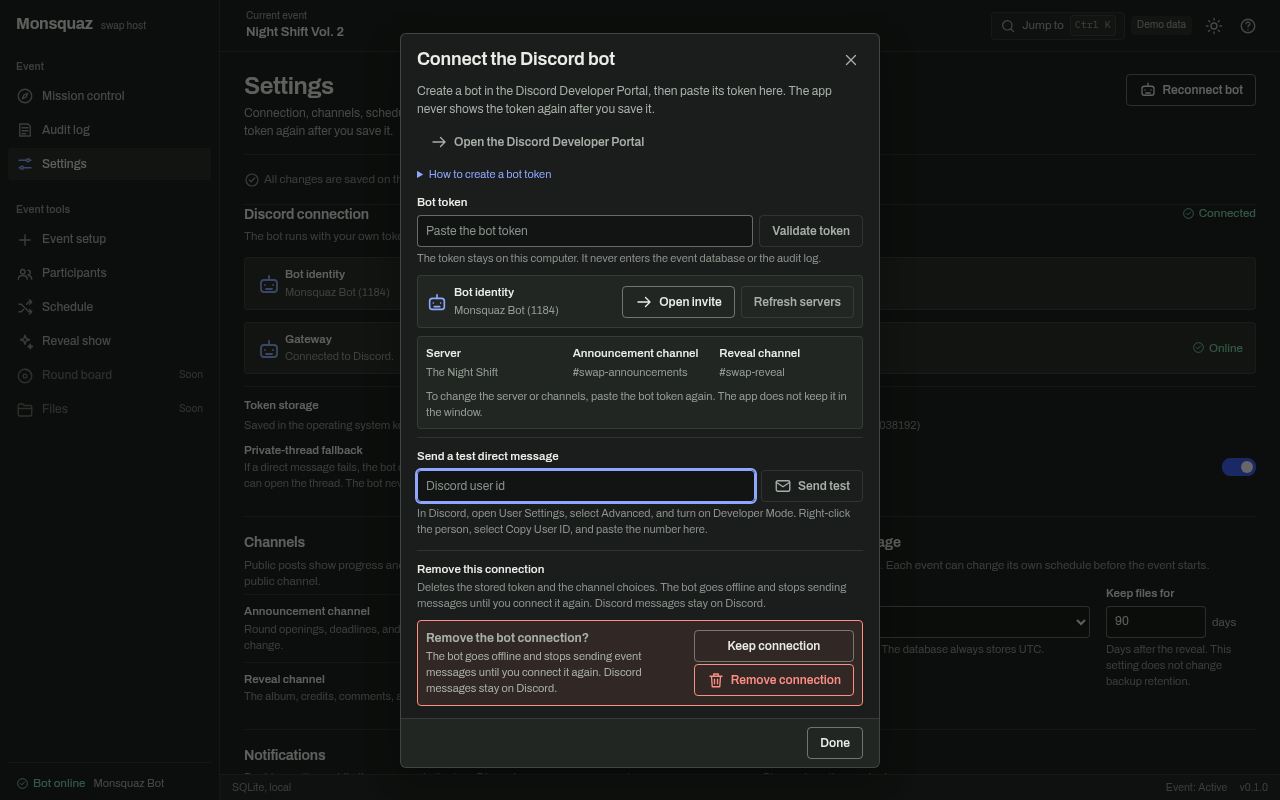 Monsquaz swap host
Event
Mission control
Audit log
Settings
Event tools
Event setup
Participants
Schedule
Reveal show
Round board Soon
Files Soon
Bot online Monsquaz Bot
Current event
Night Shift Vol. 2
Jump to Ctrl K
Demo data
Settings
Connection, channels, sched
token again after you save it.
Reconnect bot
All changes are saved on th
Discord connection
Connected
The bot runs with your own toke
Bot identity
Monsquaz Bot (1184)
Gateway
Connected to Discord.
Online
Token storage
Saved in the operating system ke
038192)
Private-thread fallback
If a direct message fails, the bot
can open the thread. The bot nev
Channels
Public posts show progress an
public channel.
Announcement channel
Round openings, deadlines, and
change.
Reveal channel
The album, credits, comments, a
age
Each event can change its own schedule before the event starts.
Keep files for
90 days
The database always stores UTC.
Days after the reveal. This
setting does not change
backup retention.
Notifications
SQLite, local
Event: Active v0.1.0
Connect the Discord bot
Create a bot in the Discord Developer Portal, then paste its token here. The app
never shows the token again after you save it.
Open the Discord Developer Portal
How to create a bot token
Bot token
Paste the bot token
Validate token
The token stays on this computer. It never enters the event database or the audit log.
Bot identity
Monsquaz Bot (1184)
Open invite
Refresh servers
Server Announcement channel Reveal channel
The Night Shift #swap-announcements #swap-reveal
To change the server or channels, paste the bot token again. The app does not keep it in
the window.
Send a test direct message
Discord user id
Send test
In Discord, open User Settings, select Advanced, and turn on Developer Mode. Right-click
the person, select Copy User ID, and paste the number here.
Remove this connection
Deletes the stored token and the channel choices. The bot goes offline and stops sending
messages until you connect it again. Discord messages stay on Discord.
Remove the bot connection?
The bot goes offline and stops sending event
messages until you connect it again. Discord
messages stay on Discord.
Keep connection
Remove connection
Done